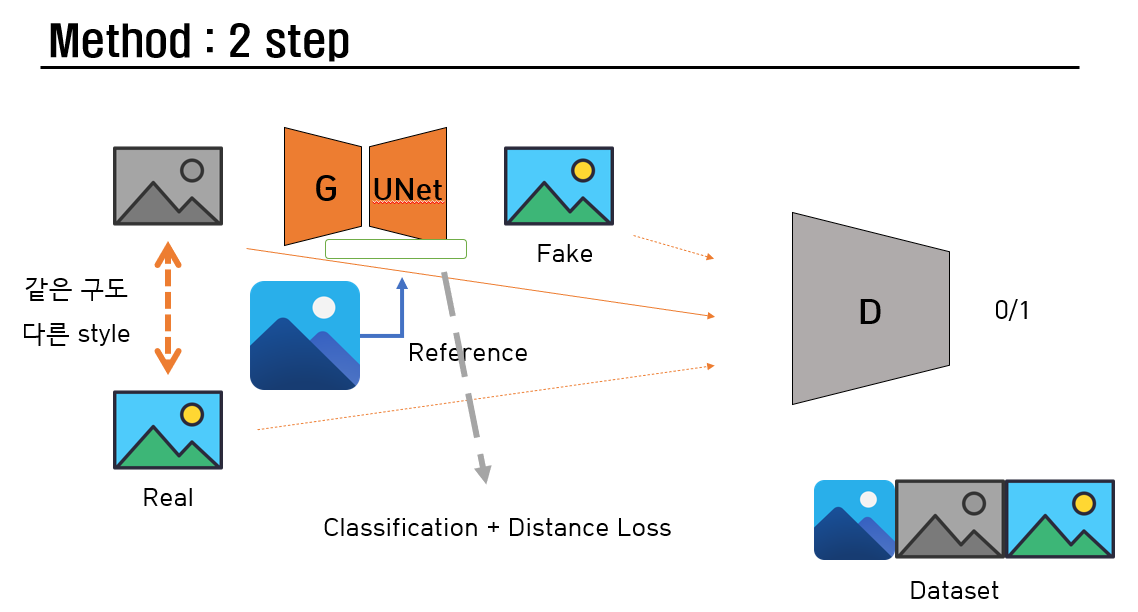 Method : 2 step
G
UNet
Fake
같은 구도
다른 style
Reference
D
0/1
Real
Classification + Distance Loss
Dataset